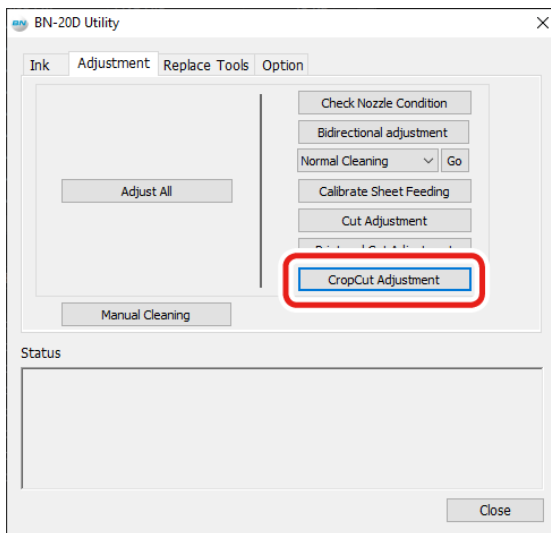 BN-20D Utility
Ink Adjustment Replace Tools Option
Check Nozzle Condition
Bidirectional adjustment
Normal Cleaning Go
Adjust All
Calibrate Sheet Feeding
Cut Adjustment
CropCut Adjustment
Manual Cleaning
Status
Close